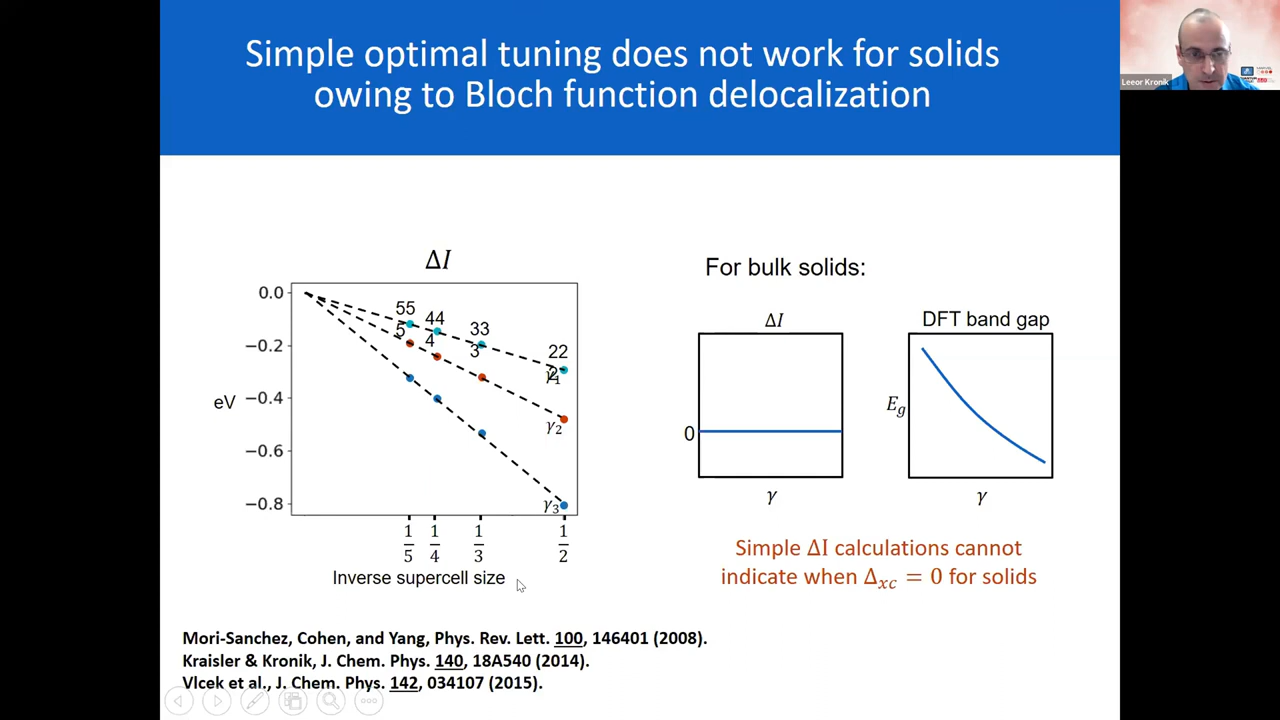 Simple optimal tuning does not work for solids
owing to Bloch function delocalization
Leeor Kronik
ΔI
0.0
−0.2
−0.4
−0.6
−0.8
eV
55
44
33
22
5
4
3
2
γ₁
γ₂
γ₃
1/5
1/4
1/3
1/2
Inverse supercell size
For bulk solids:
ΔI
0
γ
DFT band gap
E_g
γ
Simple ΔI calculations cannot
indicate when Δ_xc = 0 for solids
Mori-Sanchez, Cohen, and Yang, Phys. Rev. Lett. 100, 146401 (2008).
Kraisler & Kronik, J. Chem. Phys. 140, 18A540 (2014).
Vlcek et al., J. Chem. Phys. 142, 034107 (2015).